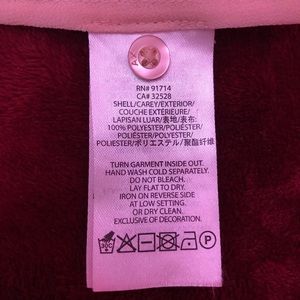 RN# 91714
CA# 32528
SHELL/CAREY/EXTERIOR/
COUCHE EXTÉRIEURE/
LAPISAN LUAR/表地/表布:
100% POLYESTER/POLIÉSTER/
POLYESTER/POLIESTER/
POLYESTER/ポリエステル/聚酯纤维
TURN GARMENT INSIDE OUT.
HAND WASH COLD SEPARATELY.
DO NOT BLEACH.
LAY FLAT TO DRY.
IRON ON REVERSE SIDE
AT LOW SETTING,
OR DRY CLEAN.
EXCLUSIVE OF DECORATION.
P